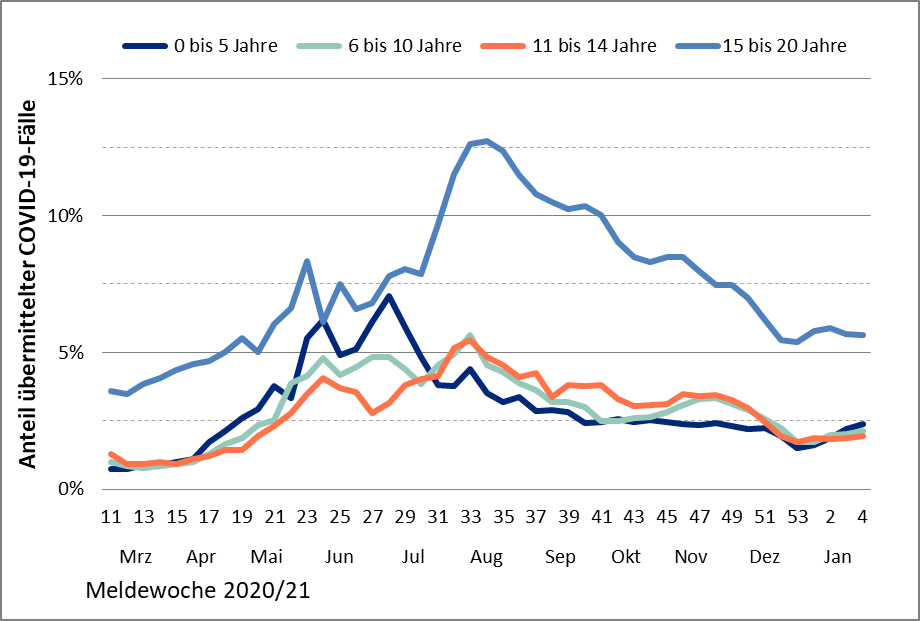 0 bis 5 Jahre 6 bis 10 Jahre 11 bis 14 Jahre 15 bis 20 Jahre
Anteil übermittelter COVID-19-Fälle
15%
10%
5%
0%
11 13 15 17 19 21 23 25 27 29 31 33 35 37 39 41 43 45 47 49 51 53 2 4
Mrz Apr Mai Jun Jul Aug Sep Okt Nov Dez Jan
Meldewoche 2020/21